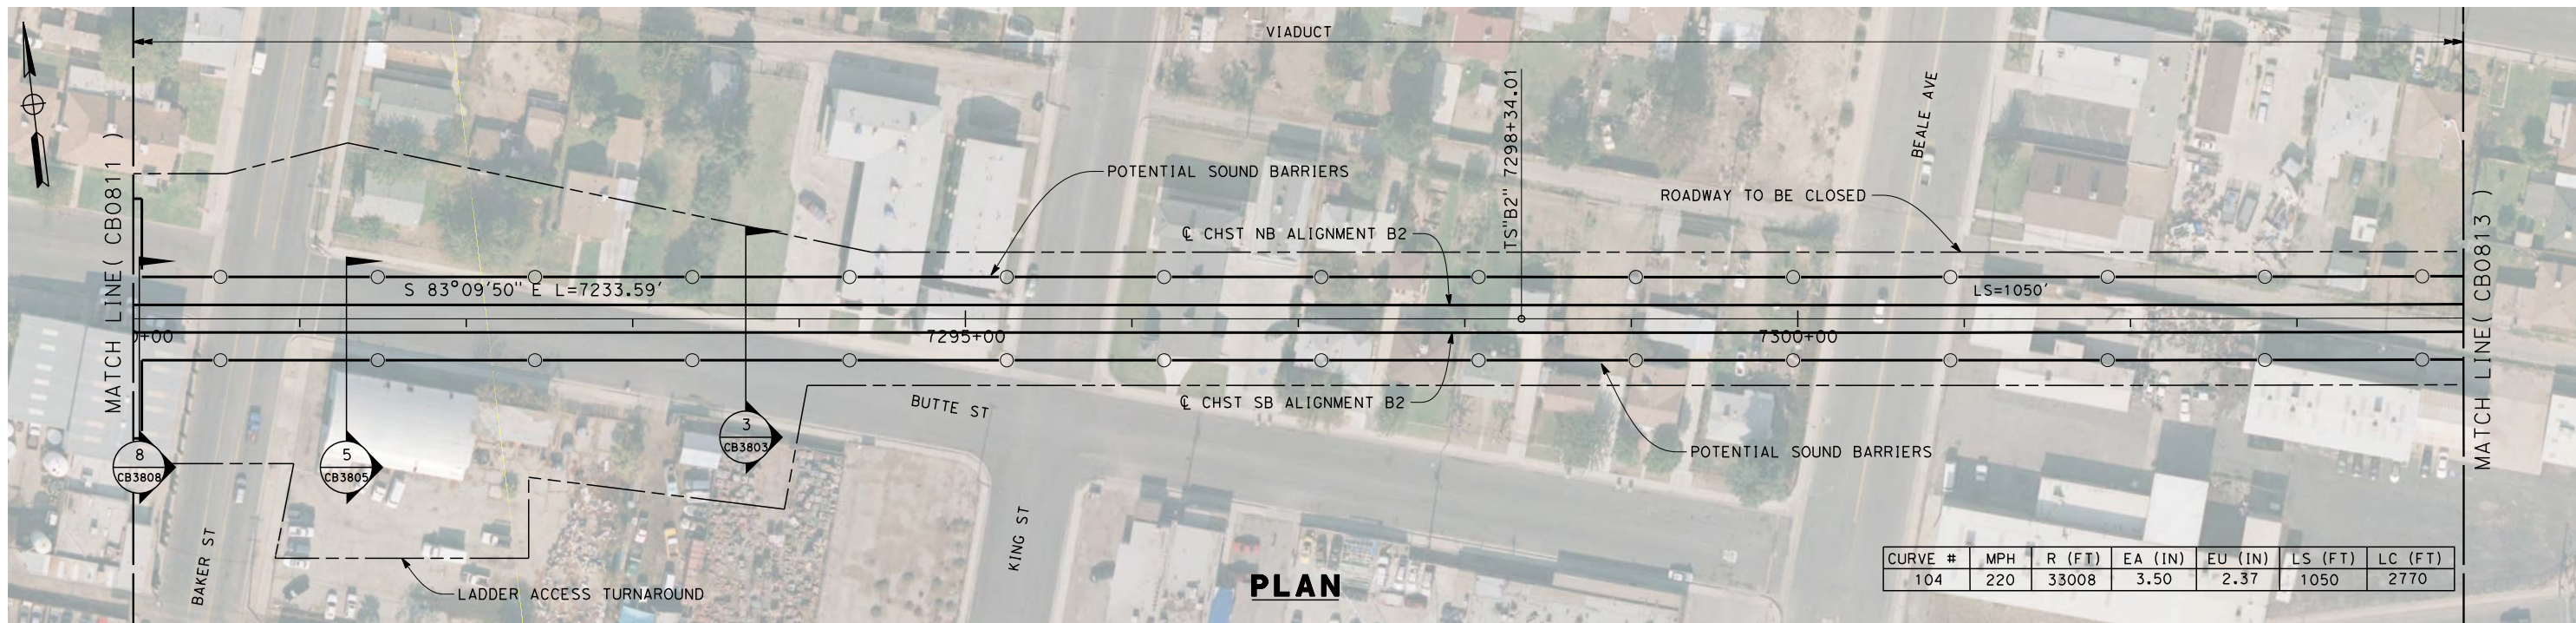 VIADUCT
MATCH LINE( CB0811 )
TS"B2" 7298+34.01
BEALE AVE
POTENTIAL SOUND BARRIERS
ROADWAY TO BE CLOSED
℄ CHST NB ALIGNMENT B2
MATCH LINE( CB0813 )
S 83°09'50" E L=7233.59'
LS=1050'
0+00
7295+00
7300+00
℄ CHST SB ALIGNMENT B2
BUTTE ST
3
CB3803
8
CB3808
5
CB3805
POTENTIAL SOUND BARRIERS
BAKER ST
KING ST
LADDER ACCESS TURNAROUND
PLAN
CURVE # MPH R (FT) EA (IN) EU (IN) LS (FT) LC (FT)
104 220 33008 3.50 2.37 1050 2770